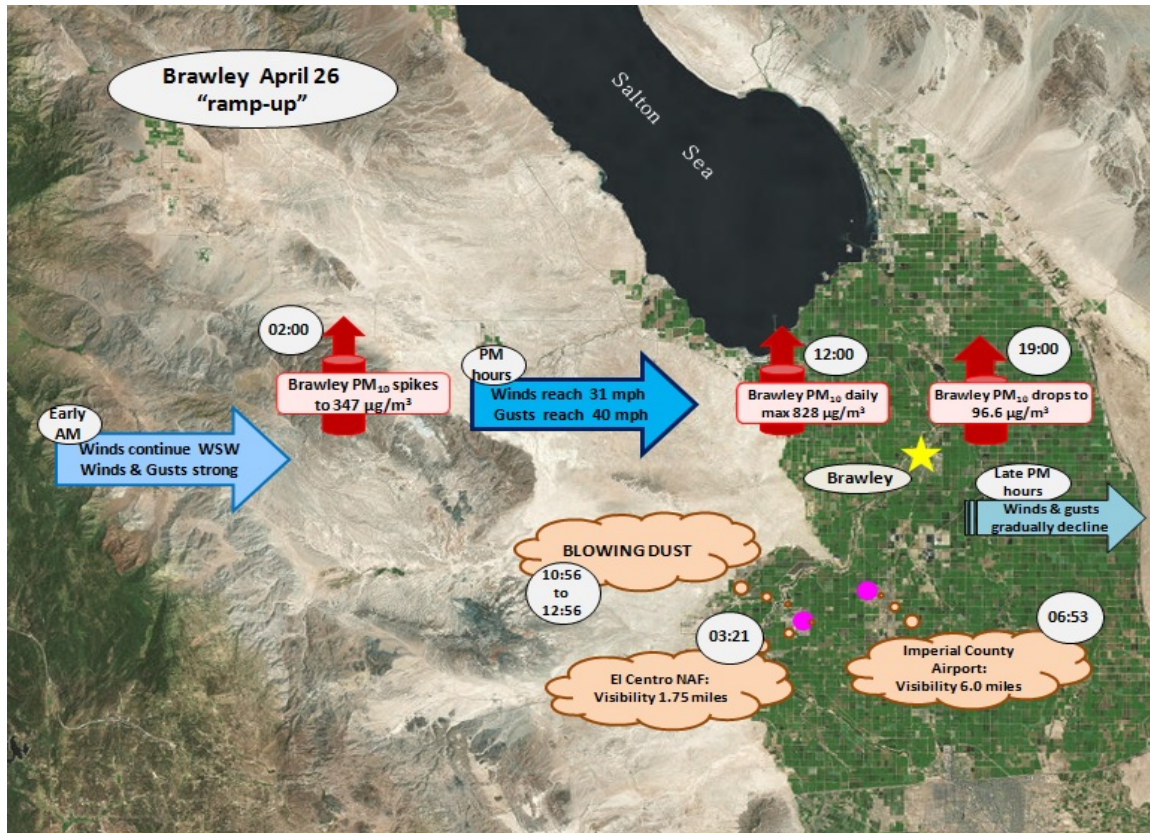 Brawley April 26
"ramp-up"
Salton
Sea
02:00
Brawley PM₁₀ spikes
to 347 µg/m³
Early
AM
Winds continue WSW
Winds & Gusts strong
PM
hours
Winds reach 31 mph
Gusts reach 40 mph
12:00
Brawley PM₁₀ daily
max 828 µg/m³
19:00
Brawley PM₁₀ drops to
96.6 µg/m³
Brawley
Late PM
hours
Winds & gusts
gradually decline
BLOWING DUST
10:56
to
12:56
03:21
El Centro NAF:
Visibility 1.75 miles
06:53
Imperial County
Airport:
Visibility 6.0 miles